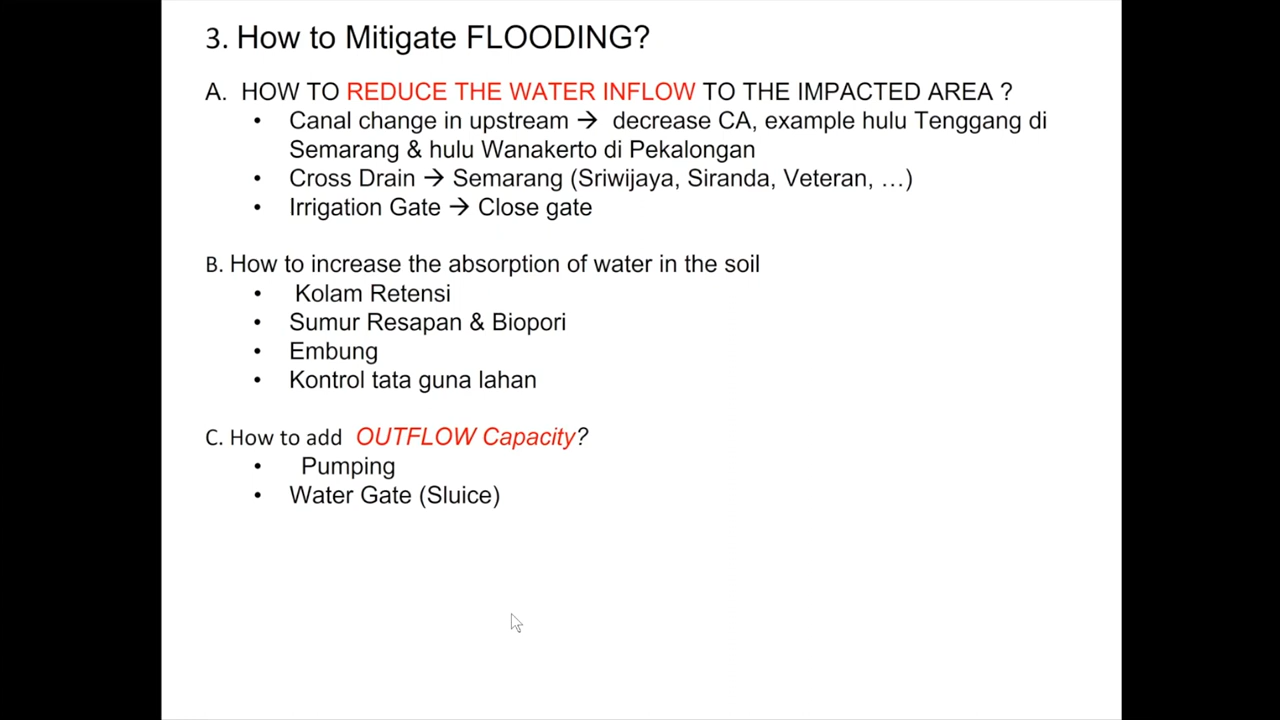 3. How to Mitigate FLOODING?
A. HOW TO REDUCE THE WATER INFLOW TO THE IMPACTED AREA ?
• Canal change in upstream → decrease CA, example hulu Tenggang di
Semarang & hulu Wanakerto di Pekalongan
• Cross Drain → Semarang (Sriwijaya, Siranda, Veteran, …)
• Irrigation Gate → Close gate
B. How to increase the absorption of water in the soil
• Kolam Retensi
• Sumur Resapan & Biopori
• Embung
• Kontrol tata guna lahan
C. How to add OUTFLOW Capacity?
• Pumping
• Water Gate (Sluice)